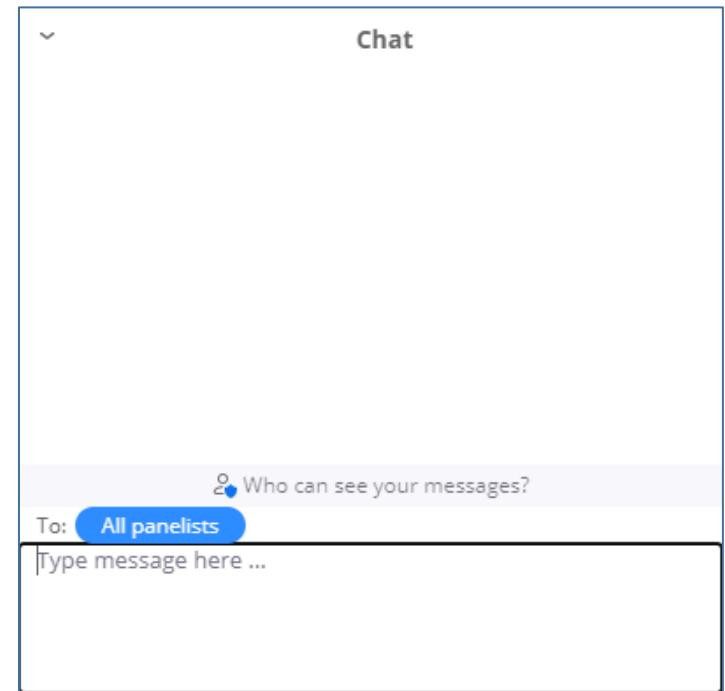 Chat
Who can see your messages?
To: All panelists
Type message here ...